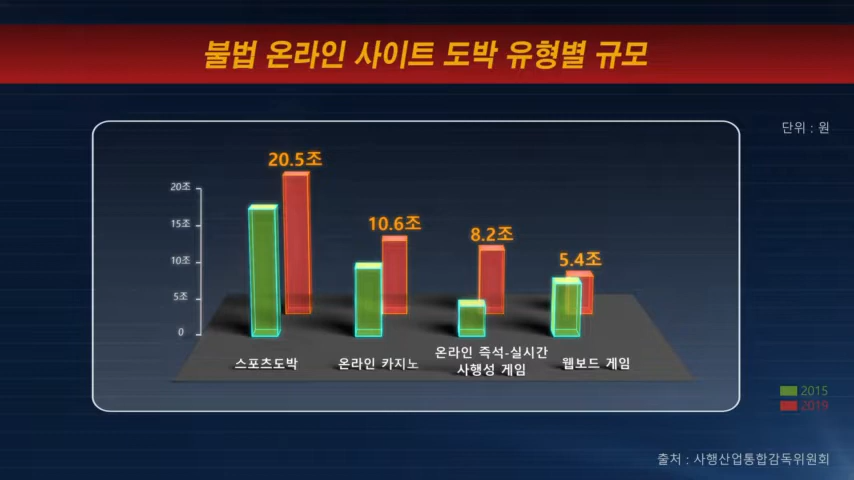 불법 온라인 사이트 도박 유형별 규모
단위 : 원
20.5조
10.6조
8.2조
5.4조
20조
15조
10조
5조
0
스포츠도박
온라인 카지노
온라인 즉석-실시간
사행성 게임
웹보드 게임
2015
2019
출처 : 사행산업통합감독위원회